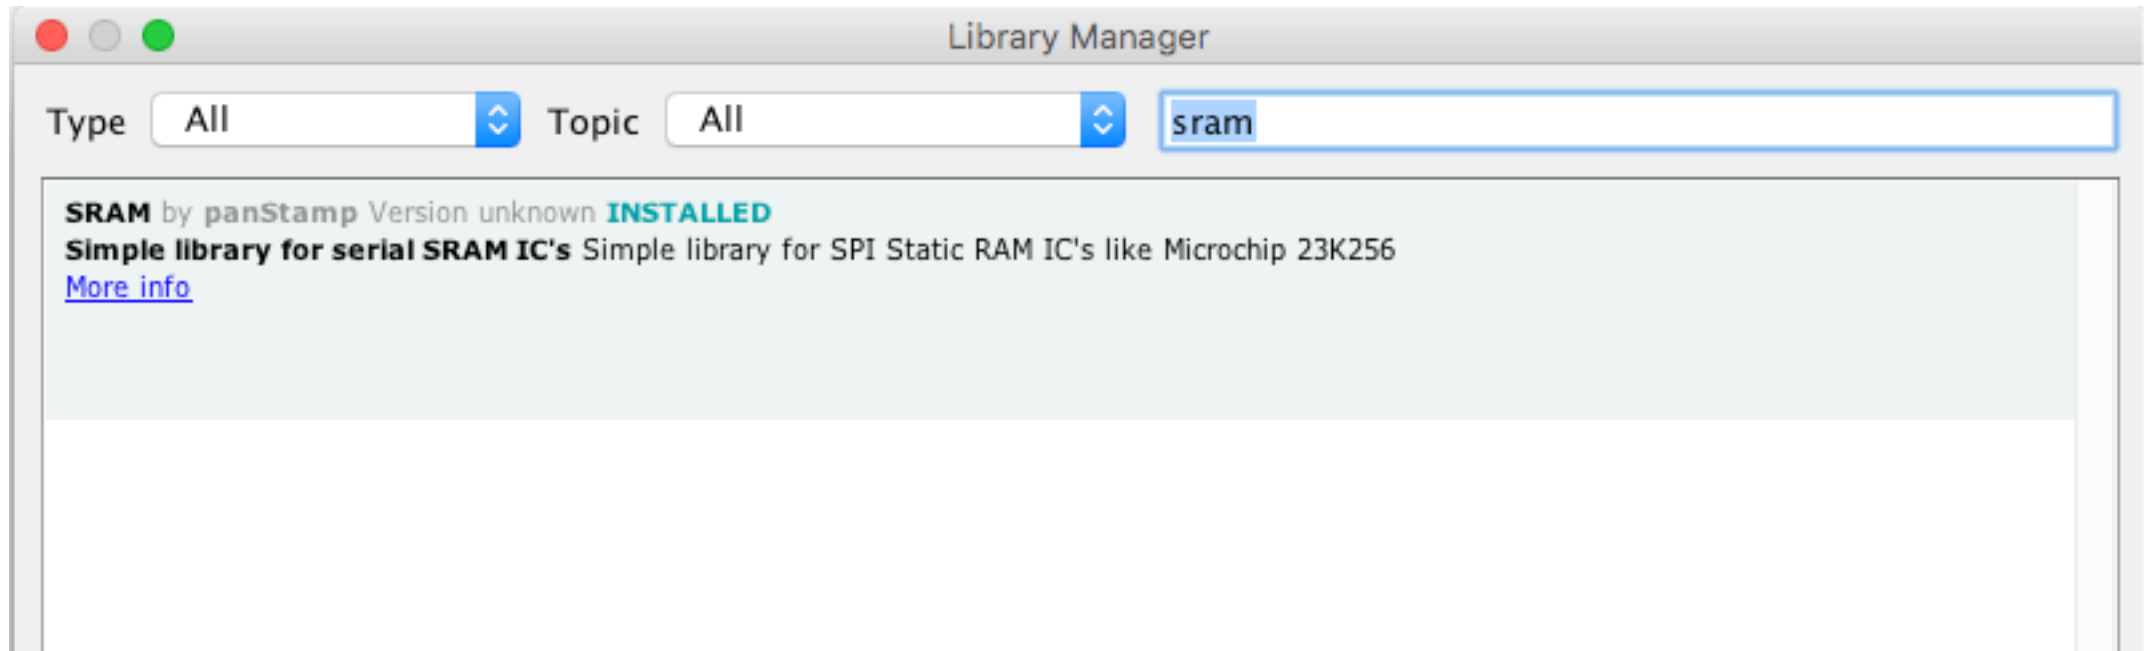 Library Manager
Type All Topic All sram
SRAM by panStamp Version unknown INSTALLED
Simple library for serial SRAM IC's Simple library for SPI Static RAM IC's like Microchip 23K256
More info